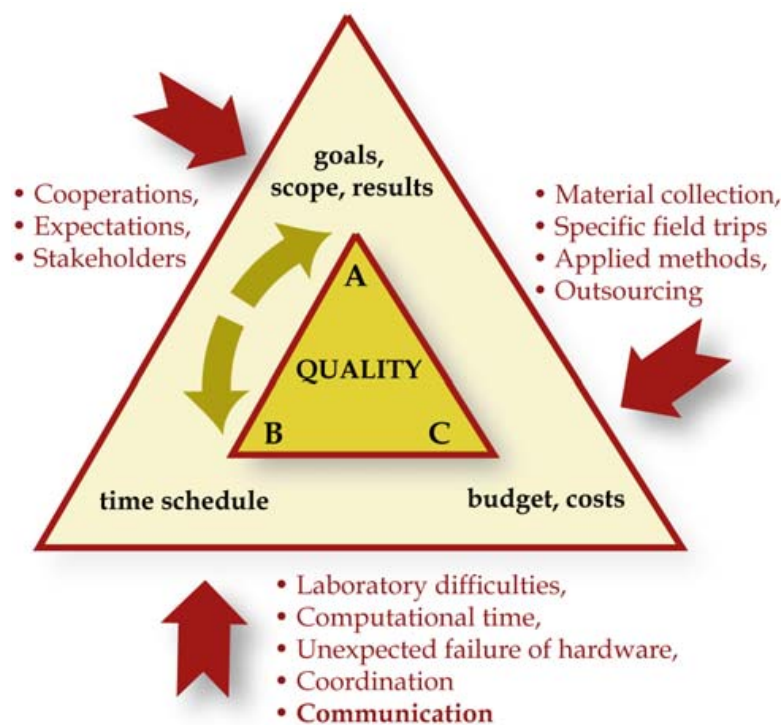 goals,
scope, results
• Cooperations,
• Expectations,
• Stakeholders
• Material collection,
• Specific field trips
• Applied methods,
• Outsourcing
A
QUALITY
B
C
time schedule
budget, costs
• Laboratory difficulties,
• Computational time,
• Unexpected failure of hardware,
• Coordination
• Communication